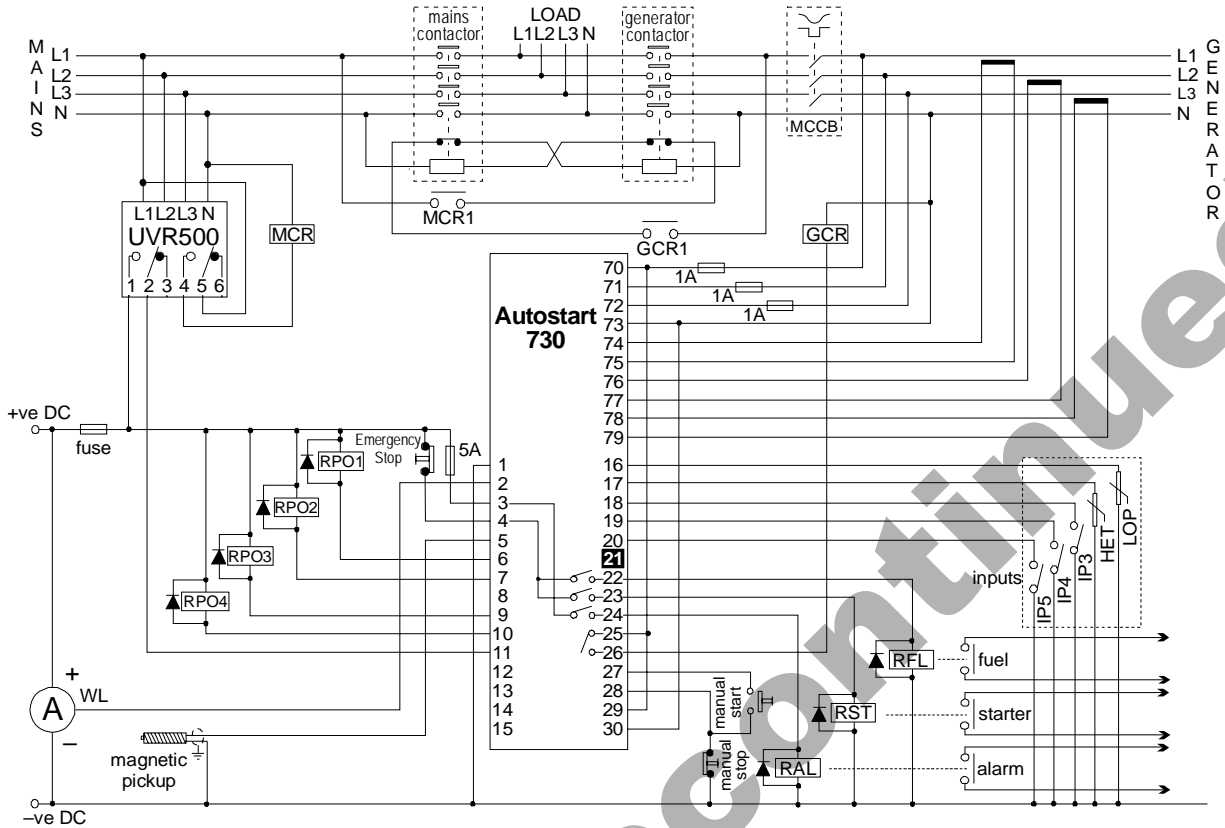 mains contactor
LOAD
L1 L2 L3 N
generator contactor
MAINS
L1
L2
L3
N
MCCB
L1
L2
L3
N
GENERATOR
MCR1
GCR1
L1 L2 L3 N
UVR500
1 2 3 4 5 6
MCR
GCR
Autostart
730
70
71
72
73
74
75
76
77
78
79
1A
1A
1A
+ve DC
fuse
Emergency
Stop
5A
RPO1
RPO2
RPO3
RPO4
1
2
3
4
5
6
7
8
9
10
11
12
13
14
15
16
17
18
19
20
21
22
23
24
25
26
27
28
29
30
inputs
IP5
IP4
IP3
HET
LOP
RFL
fuel
RST
starter
RAL
alarm
manual
start
manual
stop
+
A
WL
–
magnetic
pickup
–ve DC
continue